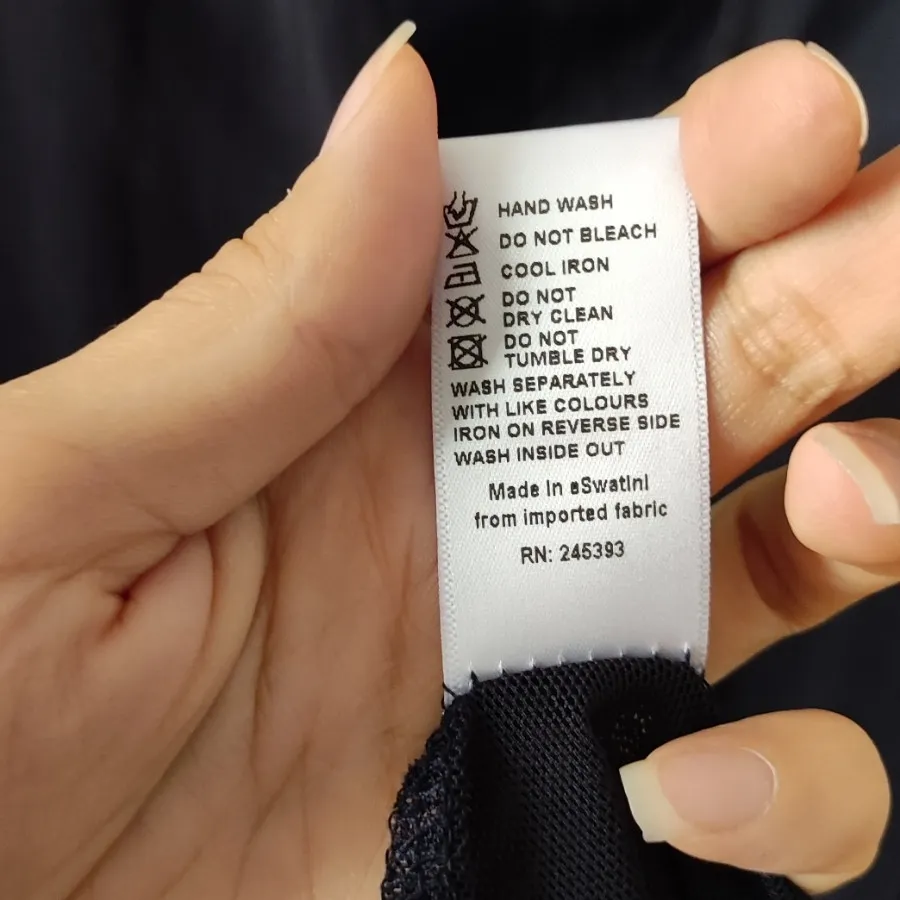 HAND WASH
DO NOT BLEACH
COOL IRON
DO NOT
DRY CLEAN
DO NOT
TUMBLE DRY
WASH SEPARATELY
WITH LIKE COLOURS
IRON ON REVERSE SIDE
WASH INSIDE OUT
Made in eSwatini
from imported fabric
RN: 245393